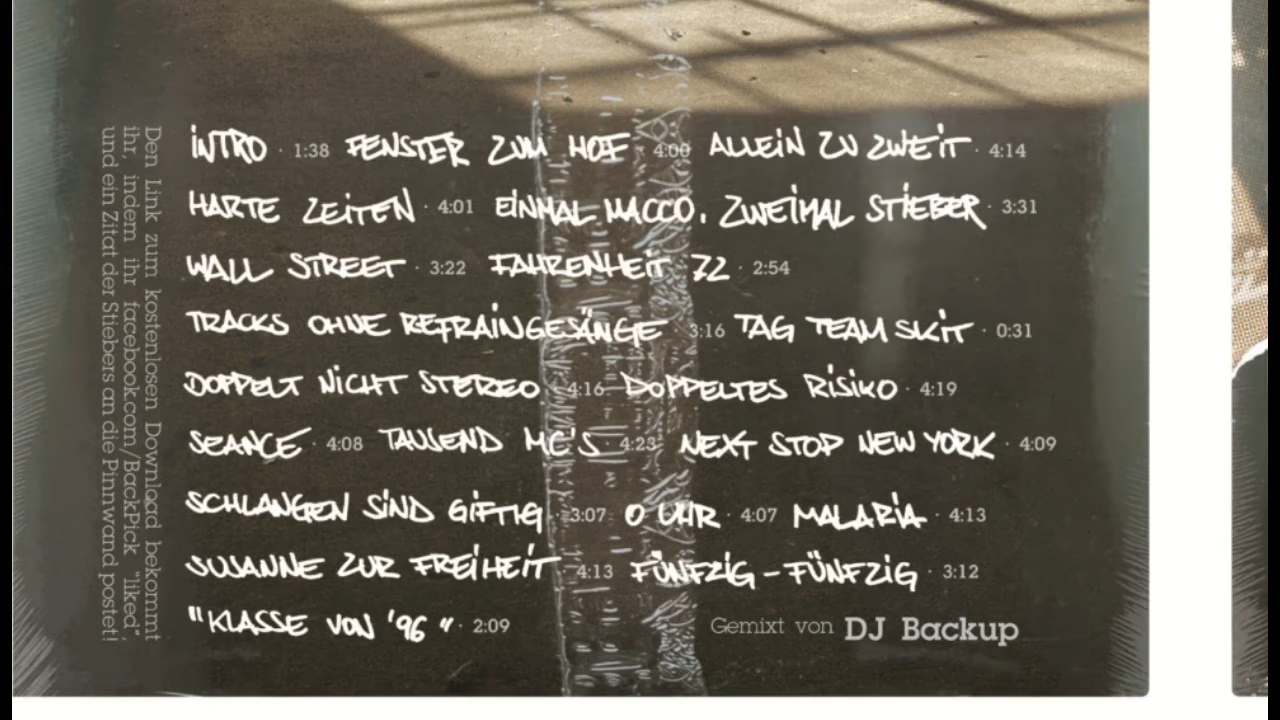 Den Link zum kostenlosen Download bekommt
ihr, indem ihr facebook.com/BackPick "liked",
und ein Zitat der Stiebers an die Pinnwand postet!
INTRO · 1:38 FENSTER ZUM HOF · 4:00 ALLEIN ZU ZWEIT · 4:14
HARTE ZEITEN · 4:01 EINMAL MACCO, ZWEIMAL STIEBER · 3:31
WALL STREET · 3:22 FAHRENHEIT 72 · 2:54
TRACKS OHNE REFRAINGESÄNGE · 3:16 TAG TEAM SKIT · 0:31
DOPPELT NICHT STEREO · 4:16 DOPPELTES RISIKO · 4:19
SEANCE · 4:08 TAUSEND MC'S · 4:23 NEXT STOP NEW YORK · 4:09
SCHLANGEN SIND GIFTIG · 3:07 0 UHR · 4:07 MALARIA · 4:13
SUSANNE ZUR FREIHEIT · 4:13 FÜNFZIG-FÜNFZIG · 3:12
"KLASSE VON '96" · 2:09
Gemixt von DJ Backup